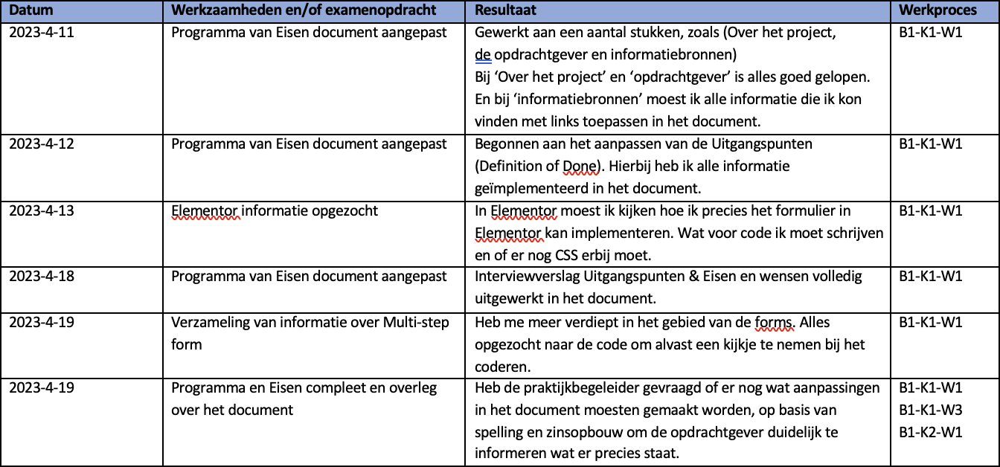 Datum Werkzaamheden en/of examenopdracht Resultaat Werkproces
2023-4-11 Programma van Eisen document aangepast Gewerkt aan een aantal stukken, zoals (Over het project, B1-K1-W1
de opdrachtgever en informatiebronnen)
Bij ‘Over het project’ en ‘opdrachtgever’ is alles goed gelopen.
En bij ‘informatiebronnen’ moest ik alle informatie die ik kon
vinden met links toepassen in het document.
2023-4-12 Programma van Eisen document aangepast Begonnen aan het aanpassen van de Uitgangspunten B1-K1-W1
(Definition of Done). Hierbij heb ik alle informatie
geïmplementeerd in het document.
2023-4-13 Elementor informatie opgezocht In Elementor moest ik kijken hoe ik precies het formulier in B1-K1-W1
Elementor kan implementeren. Wat voor code ik moet schrijven
en of er nog CSS erbij moet.
2023-4-18 Programma van Eisen document aangepast Interviewverslag Uitgangspunten & Eisen en wensen volledig B1-K1-W1
uitgewerkt in het document.
2023-4-19 Verzameling van informatie over Multi-step Heb me meer verdiept in het gebied van de forms. Alles B1-K1-W1
form opgezocht naar de code om alvast een kijkje te nemen bij het
coderen.
2023-4-19 Programma en Eisen compleet en overleg Heb de praktijkbegeleider gevraagd of er nog wat aanpassingen B1-K1-W1
over het document in het document moesten gemaakt worden, op basis van B1-K1-W3
spelling en zinsopbouw om de opdrachtgever duidelijk te B1-K2-W1
informeren wat er precies staat.